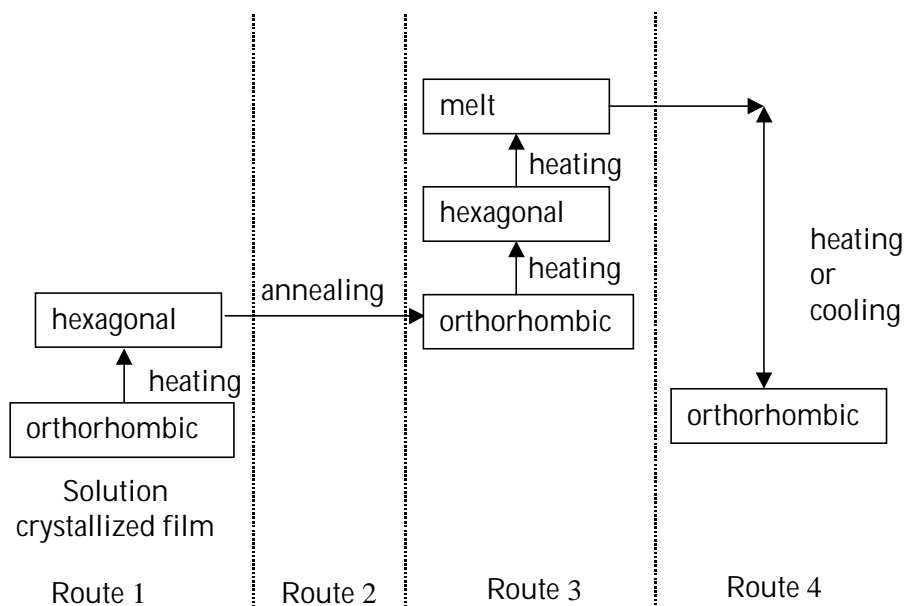 melt
heating
hexagonal
heating
orthorhombic
annealing
hexagonal
heating
orthorhombic
Solution
crystallized film
heating
or
cooling
orthorhombic
Route 1
Route 2
Route 3
Route 4